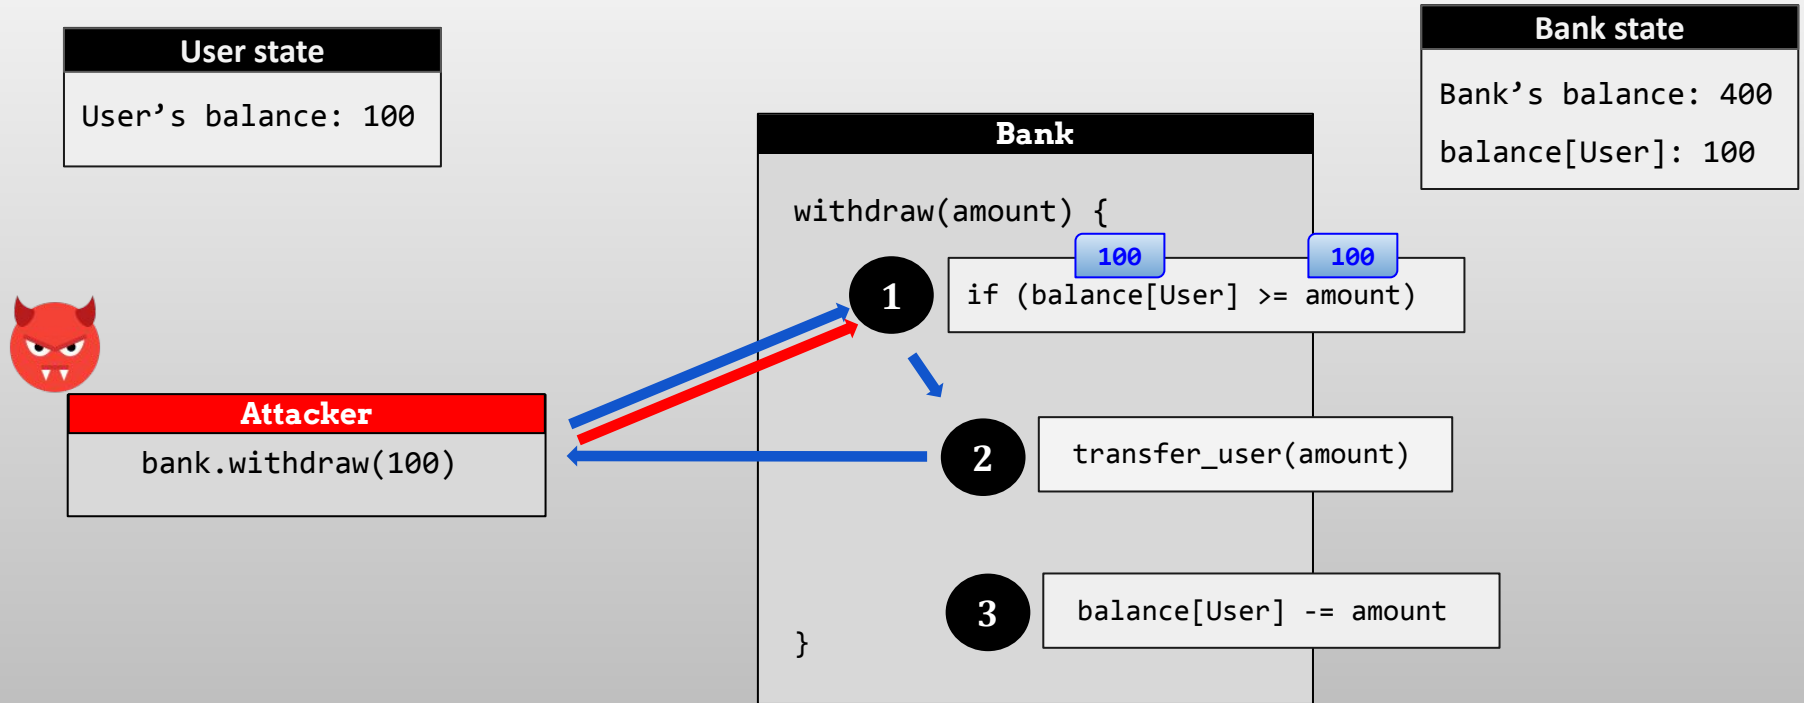 User state
User’s balance: 100
Bank state
Bank’s balance: 400
balance[User]: 100
Bank
withdraw(amount) {
100 100
1 if (balance[User] >= amount)
Attacker
bank.withdraw(100)
2 transfer_user(amount)
3 balance[User] -= amount
}